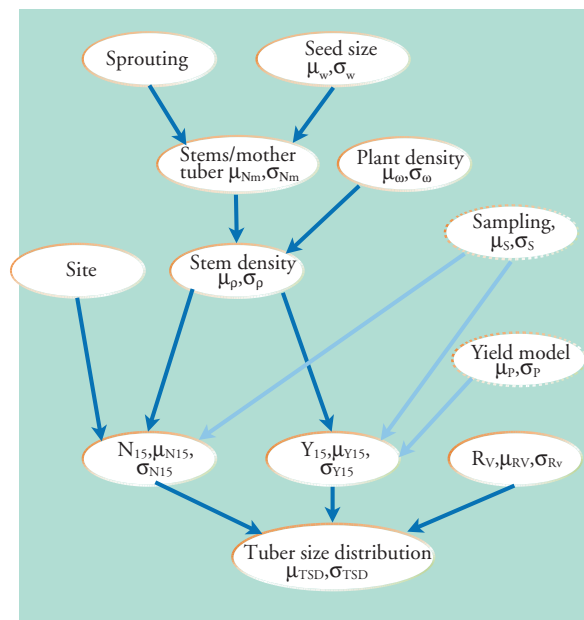 Sprouting
Seed size
μw,σw
Stems/mother
tuber μNm,σNm
Plant density
μω,σω
Sampling,
μS,σS
Site
Stem density
μρ,σρ
Yield model
μP,σP
N15,μN15,
σN15
Y15,μY15,
σY15
RV,μRV,σRv
Tuber size distribution
μTSD,σTSD